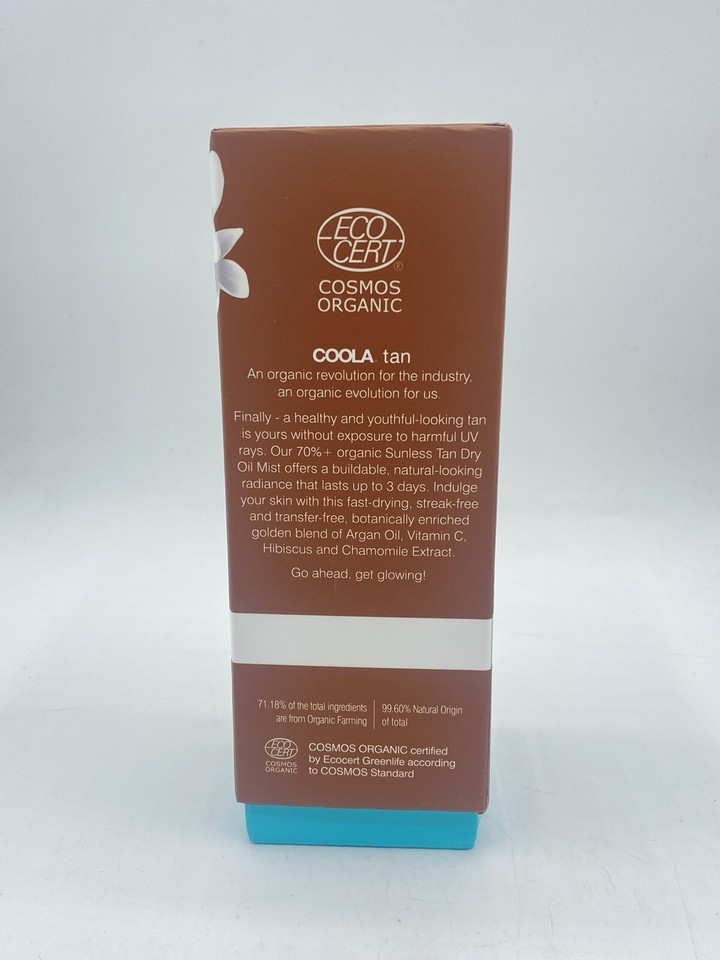 ECO
CERT
®
COSMOS
ORGANIC
COOLA tan
An organic revolution for the industry,
an organic evolution for us.
Finally - a healthy and youthful-looking tan
is yours without exposure to harmful UV
rays. Our 70%+ organic Sunless Tan Dry
Oil Mist offers a buildable, natural-looking
radiance that lasts up to 3 days. Indulge
your skin with this fast-drying, streak-free
and transfer-free, botanically enriched
golden blend of Argan Oil, Vitamin C,
Hibiscus and Chamomile Extract.
Go ahead, get glowing!
71.18% of the total ingredients
are from Organic Farming
99.60% Natural Origin
of total
ECO
CERT
COSMOS
ORGANIC
COSMOS ORGANIC certified
by Ecocert Greenlife according
to COSMOS Standard